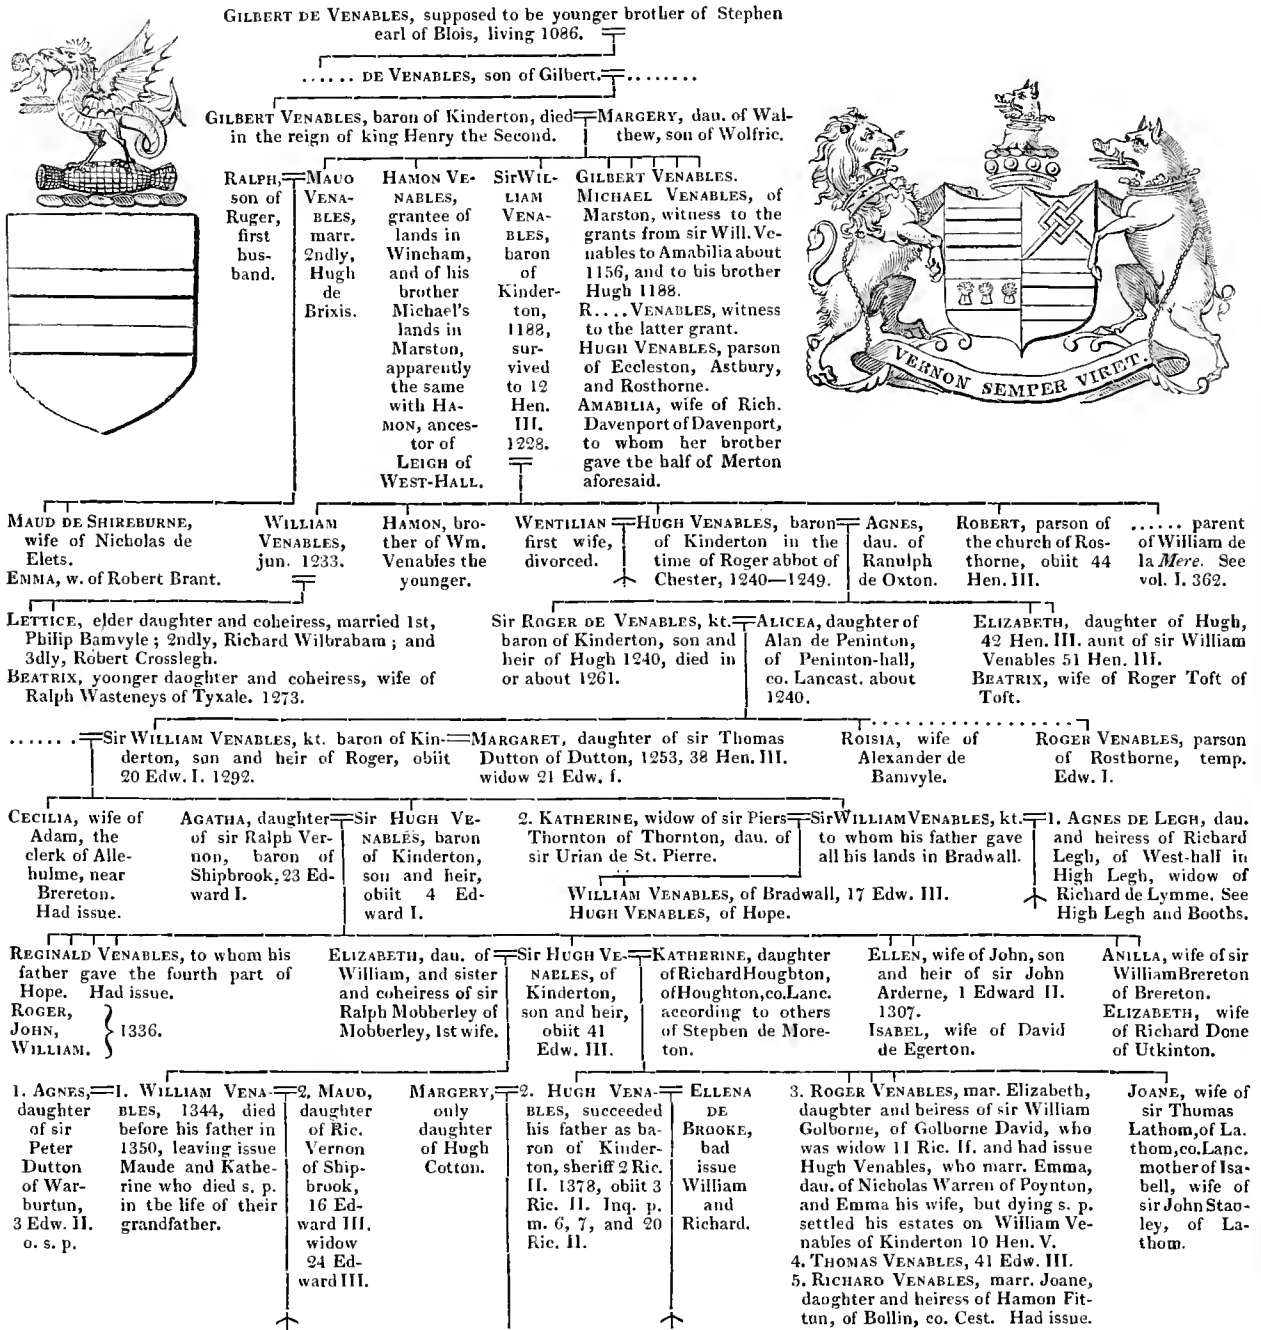 GILBERT DE VENABLES, supposed to be younger brother of Stephen
earl of Blois, living 1086.
...... DE VENABLES, son of Gilbert. ........
GILBERT VENABLES, baron of Kinderton, died
in the reign of king Henry the Second.
MARGERY, dau. of Wal-
thew, son of Wolfric.
RALPH,
son of
Ruger,
first
hus-
band.
MAUD
VENA-
BLES,
marr.
2ndly,
Hugh
de
Brixis.
HAMON VE-
NABLES,
grantee of
lands in
Wincham,
and of his
brother
Michael's
lands in
Marston,
apparently
the same
with HA-
MON, ances-
tor of
LEIGH of
WEST-HALL.
Sir WIL-
LIAM
VENA-
BLES,
baron
of
Kinder-
ton,
1188,
sur-
vived
to 12
Hen.
III.
1228.
GILBERT VENABLES.
MICHAEL VENABLES, of
Marston, witness to the
grants from sir Will. Ve-
nables to Amabilia about
1156, and to his brother
Hugh 1188.
R.... VENABLES, witness
to the latter grant.
HUGH VENABLES, parson
of Eccleston, Astbury,
and Rosthorne.
AMABILIA, wife of Rich.
Davenport of Davenport,
to whom her brother
gave the half of Merton
aforesaid.
VERNON SEMPER VIRET.
MAUD DE SHIREBURNE,
wife of Nicholas de
Elets.
EMMA, w. of Robert Brant.
WILLIAM
VENABLES,
jun. 1233.
HAMON, bro-
ther of Wm.
Venables the
younger.
WENTILIAN
first wife,
divorced.
HUGH VENABLES, baron
of Kinderton in the
time of Roger abbot of
Chester, 1240—1249.
AGNES,
dau. of
Ranulph
de Oxton.
ROBERT, parson of
the church of Ros-
thorne, obiit 44
Hen. III.
...... parent
of William de
la Mere. See
vol. I. 362.
LETTICE, elder daughter and coheiress, married 1st,
Philip Bamvyle; 2ndly, Richard Wilbrabam; and
3dly, Robert Crosslegh.
BEATRIX, younger daughter and coheiress, wife of
Ralph Wasteneys of Tyxale. 1273.
Sir ROGER DE VENABLES, kt.
baron of Kinderton, son and
heir of Hugh 1240, died in
or about 1261.
ALICEA, daughter of
Alan de Peninton,
of Peninton-hall,
co. Lancast. about
1240.
ELIZABETH, daughter of Hugh,
42 Hen. III. aunt of sir William
Venables 51 Hen. III.
BEATRIX, wife of Roger Toft of
Toft.
.......
Sir WILLIAM VENABLES, kt. baron of Kin-
derton, son and heir of Roger, obiit
20 Edw. I. 1292.
MARGARET, daughter of sir Thomas
Dutton of Dutton, 1253, 38 Hen. III.
widow 21 Edw. I.
ROISIA, wife of
Alexander de
Bamvyle.
ROGER VENABLES, parson
of Rosthorne, temp.
Edw. I.
CECILIA, wife of
Adam, the
clerk of Alle-
hulme, near
Brereton.
Had issue.
AGATHA, daughter
of sir Ralph Ver-
non, baron of
Shipbrook, 23 Ed-
ward I.
Sir HUGH VE-
NABLES, baron
of Kinderton,
son and heir,
obiit 4 Ed-
ward I.
2. KATHERINE, widow of sir Piers
Thornton of Thornton, dau. of
sir Urian de St. Pierre.
Sir WILLIAM VENABLES, kt.
to whom his father gave
all his lands in Bradwall.
1. AGNES DE LEGH, dau.
and heiress of Richard
Legh, of West-hall in
High Legh, widow of
Richard de Lymme. See
High Legh and Booths.
WILLIAM VENABLES, of Bradwall, 17 Edw. III.
HUGH VENABLES, of Hope.
REGINALD VENABLES, to whom his
father gave the fourth part of
Hope. Had issue.
ROGER,
JOHN,
WILLIAM. } 1336.
ELIZABETH, dau. of
William, and sister
and coheiress of sir
Ralph Mobberley of
Mobberley, 1st wife.
Sir HUGH VE-
NABLES, of
Kinderton,
son and heir,
obiit 41
Edw. III.
KATHERINE, daughter
of Richard Houghton,
of Houghton, co. Lanc.
according to others
of Stephen de More-
ton.
ELLEN, wife of John, son
and heir of sir John
Arderne, 1 Edward II.
1307.
ISABEL, wife of David
de Egerton.
ANILLA, wife of sir
William Brereton
of Brereton.
ELIZABETH, wife
of Richard Done
of Utkinton.
1. AGNES,
daughter
of sir
Peter
Dutton
of War-
burtun,
3 Edw. II.
o. s. p.
1. WILLIAM VENA-
BLES, 1344, died
before his father in
1350, leaving issue
Maude and Kathe-
rine who died s. p.
in the life of their
grandfather.
2, MAUD,
daughter
of Ric.
Vernon
of Ship-
brook,
16 Ed-
ward III.
widow
24 Ed-
ward III.
MARGERY,
only
daughter
of Hugh
Cotton.
2. HUGH VENA-
BLES, succeeded
his father as ba-
ron of Kinder-
ton, sheriff 2 Ric.
II. 1378, obiit 3
Ric. II. Inq. p.
m. 6, 7, and 20
Ric. II.
ELLENA
DE
BROOKE,
bad
issue
William
and
Richard.
3. ROGER VENABLES, mar. Elizabeth,
daughter and heiress of sir William
Golborne, of Golborne David, who
was widow 11 Ric. II. and had issue
Hugh Venables, who marr. Emma,
dau. of Nicholas Warren of Poynton,
and Emma his wife, but dying s. p.
settled his estates on William Ve-
nables of Kinderton 10 Hen. V.
4. THOMAS VENABLES, 41 Edw. III.
5. RICHARD VENABLES, marr. Joane,
daughter and heiress of Hamon Fit-
tun, of Bollin, co. Cest. Had issue.
JOANE, wife of
sir Thomas
Lathom, of La-
thom, co. Lanc.
mother of Isa-
bell, wife of
sir John Stan-
ley, of La-
thom.